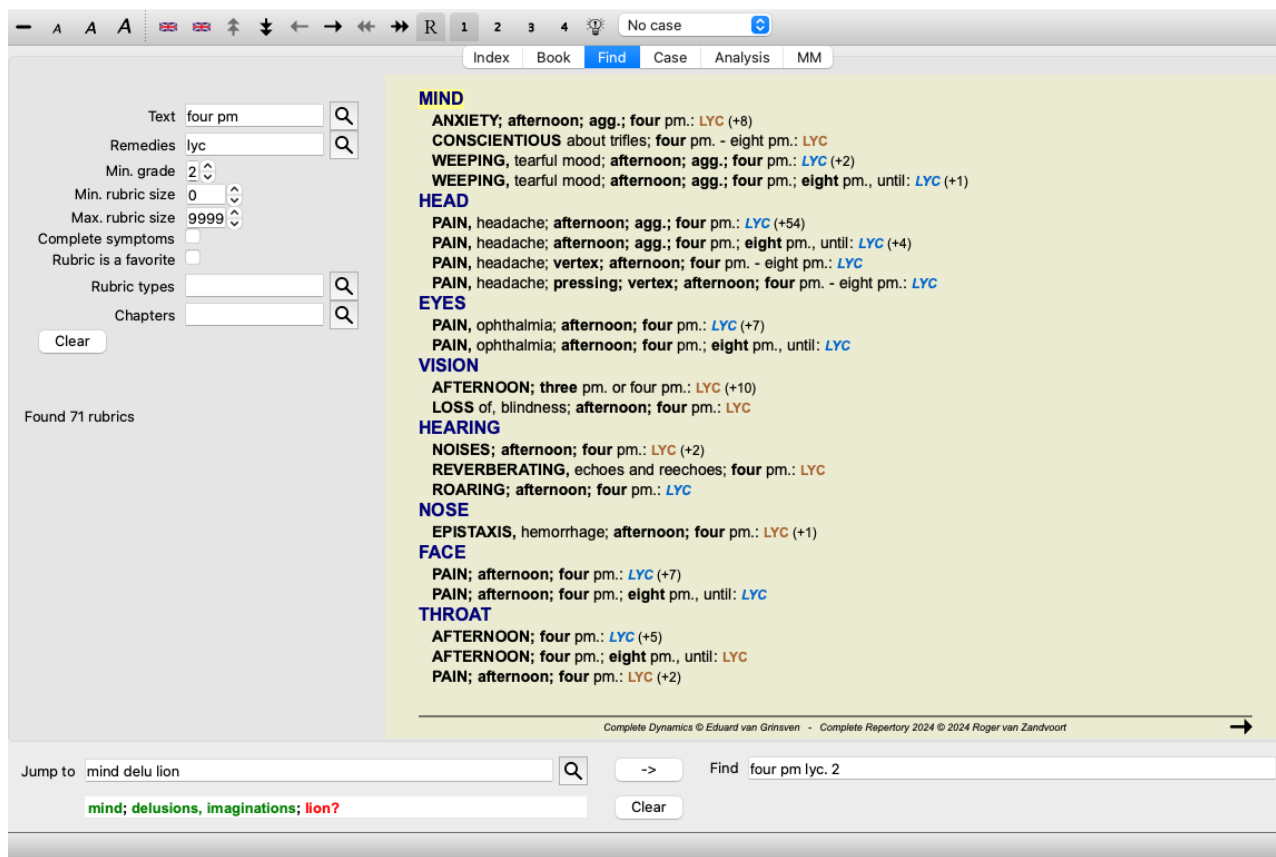 A A A R 1 2 3 4 No case
Index Book Find Case Analysis MM
Text four pm
Remedies lyc
Min. grade 2
Min. rubric size 0
Max. rubric size 9999
Complete symptoms
Rubric is a favorite
Rubric types
Chapters
Clear
Found 71 rubrics
MIND
ANXIETY; afternoon; agg.; four pm.: LYC (+8)
CONSCIENTIOUS about trifles; four pm. - eight pm.: LYC
WEEPING, tearful mood; afternoon; agg.; four pm.: LYC (+2)
WEEPING, tearful mood; afternoon; agg.; four pm.; eight pm., until: LYC (+1)
HEAD
PAIN, headache; afternoon; agg.; four pm.: LYC (+54)
PAIN, headache; afternoon; agg.; four pm.; eight pm., until: LYC (+4)
PAIN, headache; vertex; afternoon; four pm. - eight pm.: LYC
PAIN, headache; pressing; vertex; afternoon; four pm. - eight pm.: LYC
EYES
PAIN, ophthalmia; afternoon; four pm.: LYC (+7)
PAIN, ophthalmia; afternoon; four pm.; eight pm., until: LYC
VISION
AFTERNOON; three pm. or four pm.: LYC (+10)
LOSS of, blindness; afternoon; four pm.: LYC
HEARING
NOISES; afternoon; four pm.: LYC (+2)
REVERBERATING, echoes and reechoes; four pm.: LYC
ROARING; afternoon; four pm.: LYC
NOSE
EPISTAXIS, hemorrhage; afternoon; four pm.: LYC (+1)
FACE
PAIN; afternoon; four pm.: LYC (+7)
PAIN; afternoon; four pm.; eight pm., until: LYC
THROAT
AFTERNOON; four pm.: LYC (+5)
AFTERNOON; four pm.; eight pm., until: LYC
PAIN; afternoon; four pm.: LYC (+2)
Complete Dynamics © Eduard van Grinsven - Complete Repertory 2024 © 2024 Roger van Zandvoort
Jump to mind delu lion -> Find four pm lyc. 2
mind; delusions, imaginations; lion? Clear